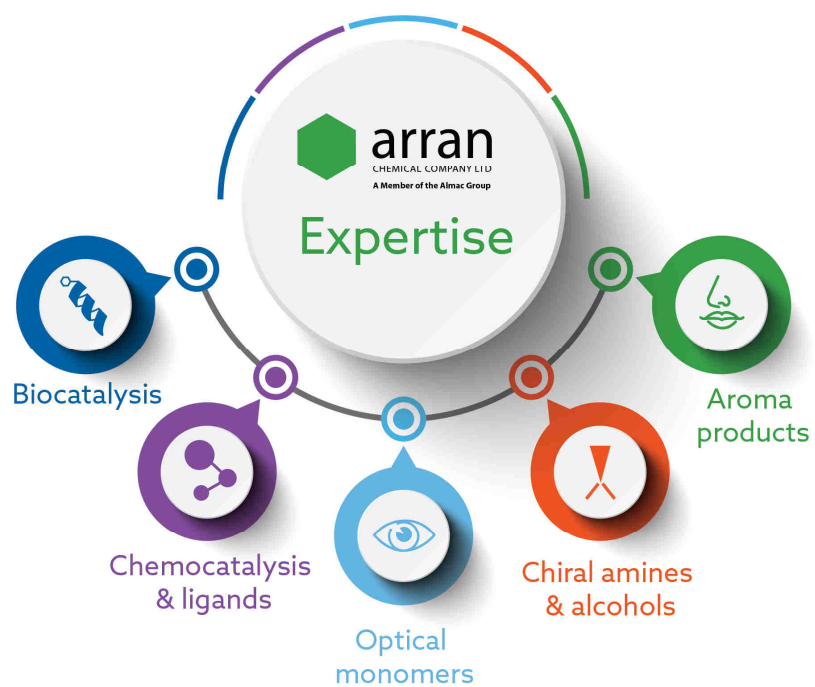 arran
CHEMICAL COMPANY LTD
A Member of the Almac Group
Expertise
Biocatalysis
Chemocatalysis
& ligands
Optical
monomers
Chiral amines
& alcohols
Aroma
products